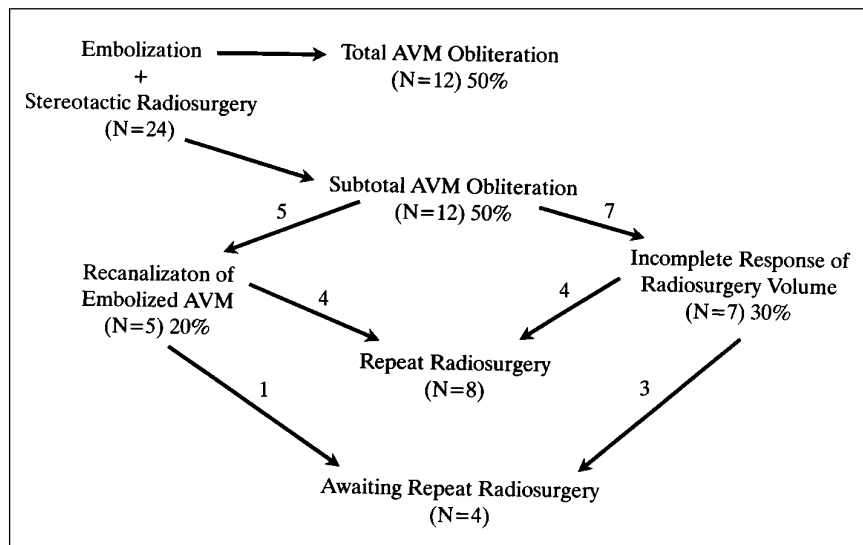 Embolization
+
Stereotactic Radiosurgery
(N=24)
Total AVM Obliteration
(N=12) 50%
Subtotal AVM Obliteration
(N=12) 50%
5
7
Recanalizaton of
Embolized AVM
(N=5) 20%
Incomplete Response of
Radiosurgery Volume
(N=7) 30%
4
4
Repeat Radiosurgery
(N=8)
1
3
Awaiting Repeat Radiosurgery
(N=4)